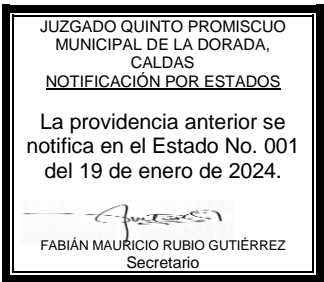 JUZGADO QUINTO PROMISCUO
MUNICIPAL DE LA DORADA,
CALDAS
NOTIFICACIÓN POR ESTADOS
La providencia anterior se
notifica en el Estado No. 001
del 19 de enero de 2024.
FABIÁN MAURICIO RUBIO GUTIÉRREZ
Secretario